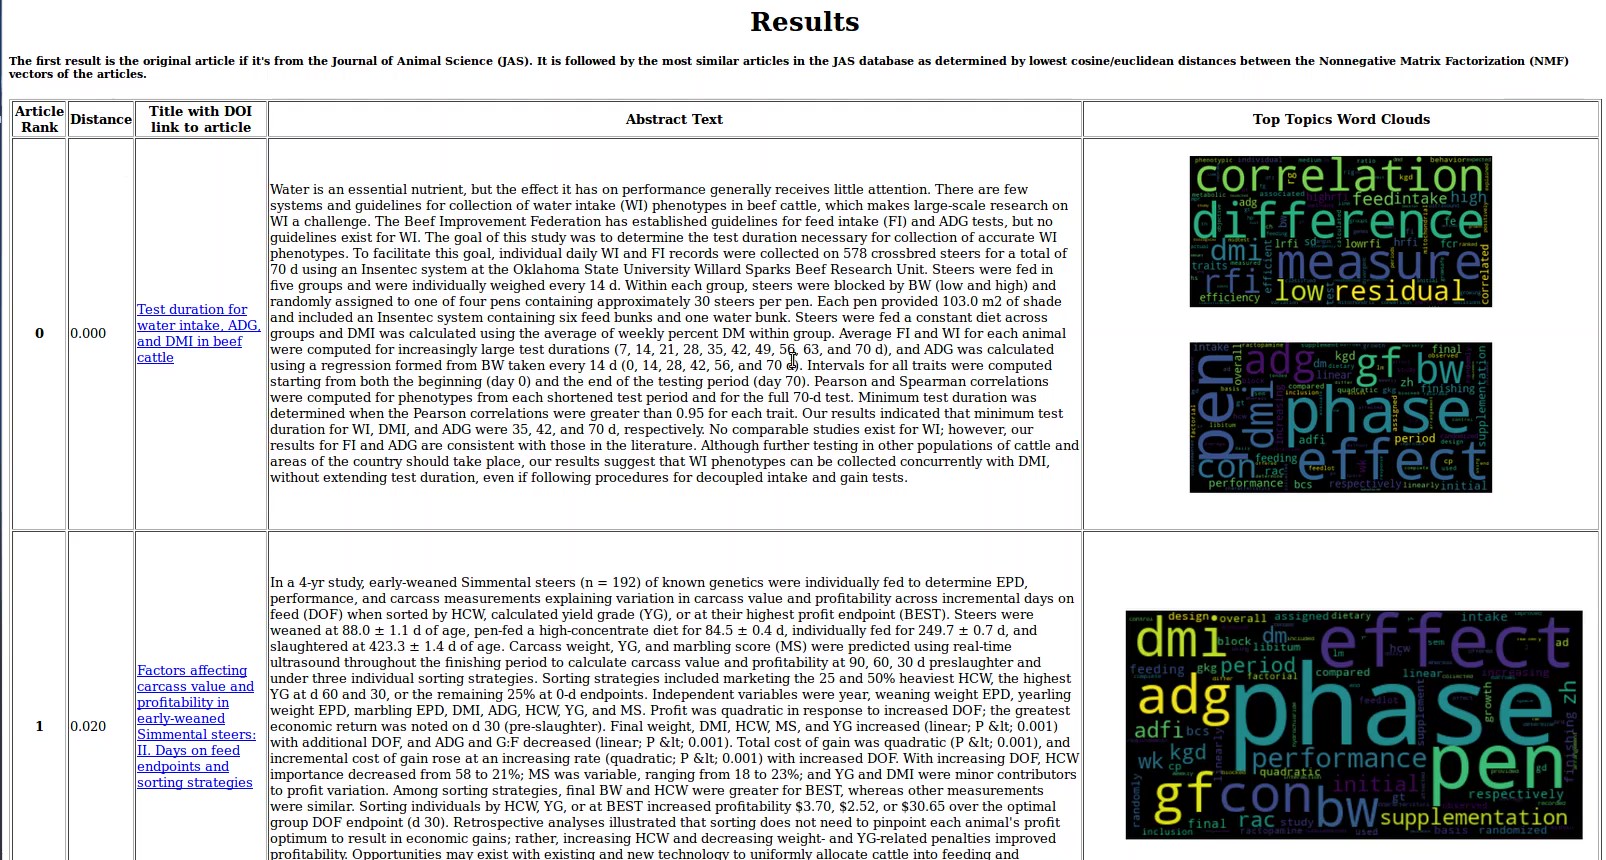 Results
The first result is the original article if it's from the Journal of Animal Science (JAS). It is followed by the most similar articles in the JAS database as determined by lowest cosine/euclidean distances between the Nonnegative Matrix Factorization (NMF)
vectors of the articles.
Article Rank
Distance
Title with DOI link to article
Abstract Text
Top Topics Word Clouds
0
0.000
Test duration for
water intake, ADG,
and DMI in beef
cattle
Water is an essential nutrient, but the effect it has on performance generally receives little attention. There are few
systems and guidelines for collection of water intake (WI) phenotypes in beef cattle, which makes large-scale research on
WI a challenge. The Beef Improvement Federation has established guidelines for feed intake (FI) and ADG tests, but no
guidelines exist for WI. The goal of this study was to determine the test duration necessary for collection of accurate WI
phenotypes. To facilitate this goal, individual daily WI and FI records were collected on 578 crossbred steers for a total of
70 d using an Insentec system at the Oklahoma State University Willard Sparks Beef Research Unit. Steers were fed in
five groups and were individually weighed every 14 d. Within each group, steers were blocked by BW (low and high) and
randomly assigned to one of four pens containing approximately 30 steers per pen. Each pen provided 103.0 m2 of shade
and included an Insentec system containing six feed bunks and one water bunk. Steers were fed a constant diet across
groups and DMI was calculated using the average of weekly percent DM within group. Average FI and WI for each animal
were computed for increasingly large test durations (7, 14, 21, 28, 35, 42, 49, 56, 63, and 70 d), and ADG was calculated
using a regression formed from BW taken every 14 d (0, 14, 28, 42, 56, and 70 d). Intervals for all traits were computed
starting from both the beginning (day 0) and the end of the testing period (day 70). Pearson and Spearman correlations
were computed for phenotypes from each shortened test period and for the full 70-d test. Minimum test duration was
determined when the Pearson correlations were greater than 0.95 for each trait. Our results indicated that minimum test
duration for WI, DMI, and ADG were 35, 42, and 70 d, respectively. No comparable studies exist for WI; however, our
results for FI and ADG are consistent with those in the literature. Although further testing in other populations of cattle and
areas of the country should take place, our results suggest that WI phenotypes can be collected concurrently with DMI,
without extending test duration, even if following procedures for decoupled intake and gain tests.
phenotypic individual medium ratio behavior
correlation
rg kgd
metabolic associated highrfi feedintake high
adg
difference
dmi lrfi sd lowrfi hrfi fcr
traits measured measure
rfi efficient
efficiency low test residual correlated
intake overall final
pen adg dm kgd gf bw
linear zh
dmi increasing compared quadratic gkg finishing
inclusion
phase supplementation
adfi period
con feeding effect
rac cp
performance bcs respectively linearly initial
1
0.020
Factors affecting
carcass value and
profitability in
early-weaned
Simmental steers:
II. Days on feed
endpoints and
sorting strategies
In a 4-yr study, early-weaned Simmental steers (n = 192) of known genetics were individually fed to determine EPD,
performance, and carcass measurements explaining variation in carcass value and profitability across incremental days on
feed (DOF) when sorted by HCW, calculated yield grade (YG), or at their highest profit endpoint (BEST). Steers were
weaned at 88.0 ± 1.1 d of age, pen-fed a high-concentrate diet for 84.5 ± 0.4 d, individually fed for 249.7 ± 0.7 d, and
slaughtered at 423.3 ± 1.4 d of age. Carcass weight, YG, and marbling score (MS) were predicted using real-time
ultrasound throughout the finishing period to calculate carcass value and profitability at 90, 60, 30 d preslaughter and
under three individual sorting strategies. Sorting strategies included marketing the 25 and 50% heaviest HCW, the highest
YG at d 60 and 30, or the remaining 25% at 0-d endpoints. Independent variables were year, weaning weight EPD, yearling
weight EPD, marbling EPD, DMI, ADG, HCW, YG, and MS. Profit was quadratic in response to increased DOF; the greatest
economic return was noted on d 30 (pre-slaughter). Final weight, DMI, HCW, MS, and YG increased (linear; P &lt; 0.001)
with additional DOF, and ADG and G:F decreased (linear; P &lt; 0.001). Total cost of gain was quadratic (P &lt; 0.001), and
incremental cost of gain rose at an increasing rate (quadratic; P &lt; 0.001) with increased DOF. With increasing DOF, HCW
importance decreased from 58 to 21%; MS was variable, ranging from 18 to 23%; and YG and DMI were minor contributors
to profit variation. Among sorting strategies, final BW and HCW were greater for BEST, whereas other measurements
were similar. Sorting individuals by HCW, YG, or at BEST increased profitability $3.70, $2.52, or $30.65 over the optimal
group DOF endpoint (d 30). Retrospective analyses illustrated that sorting does not need to pinpoint each animal's profit
optimum to result in economic gains; rather, increasing HCW and decreasing weight- and YG-related penalties improved
profitability. Opportunities may exist with existing and new technology to uniformly allocate cattle into feeding and
design overall assigned dietary intake
dmi block dm libitum effect hcw ad
feeding gkg period lm compared linear increasing
adg factorial phase growth zh
adfi bcs feedlot supplement
wk kgd linearly performance pen provided finishing
cp quadratic initial respectively
gf con bw
randomly final rac study supplementation
inclusion ractopamine used basis randomized